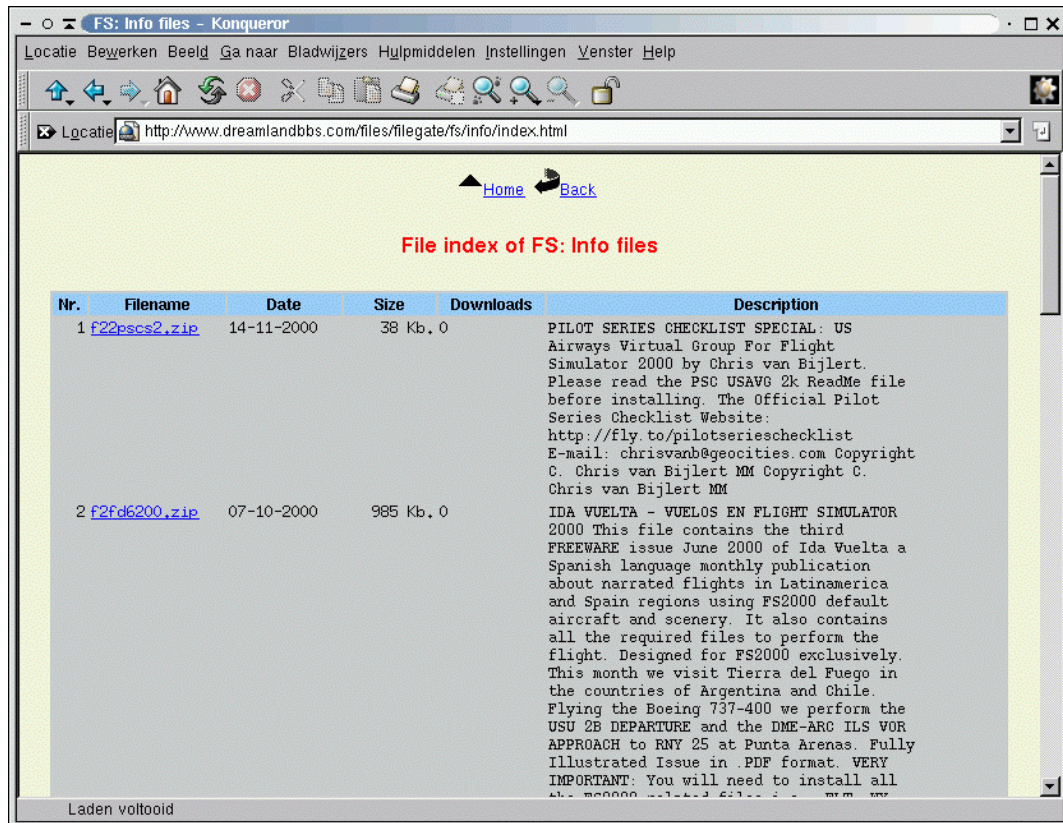 FS: Info files - Konqueror
Locatie Bewerken Beeld Ga naar Bladwijzers Hulpmiddelen Instellingen Venster Help
Locatie http://www.dreamlandbbs.com/files/filegate/fs/info/index.html
Home Back
File index of FS: Info files
Nr. Filename Date Size Downloads Description
1 f22pscs2.zip 14-11-2000 38 Kb. 0 PILOT SERIES CHECKLIST SPECIAL: US
Airways Virtual Group For Flight
Simulator 2000 by Chris van Bijlert.
Please read the PSC USAVG 2k ReadMe file
before installing. The Official Pilot
Series Checklist Website:
http://fly.to/pilotserieschecklist
E-mail: chrisvanb@geocities.com Copyright
C. Chris van Bijlert MM Copyright C.
Chris van Bijlert MM
2 f2fd6200.zip 07-10-2000 985 Kb. 0 IDA VUELTA - VUELOS EN FLIGHT SIMULATOR
2000 This file contains the third
FREEWARE issue June 2000 of Ida Vuelta a
Spanish language monthly publication
about narrated flights in Latinamerica
and Spain regions using FS2000 default
aircraft and scenery. It also contains
all the required files to perform the
flight. Designed for FS2000 exclusively.
This month we visit Tierra del Fuego in
the countries of Argentina and Chile.
Flying the Boeing 737-400 we perform the
USU 2B DEPARTURE and the DME-ARC ILS VOR
APPROACH to RNY 25 at Punta Arenas. Fully
Illustrated Issue in .PDF format. VERY
IMPORTANT: You will need to install all
the FS2000 related files
Laden voltooid